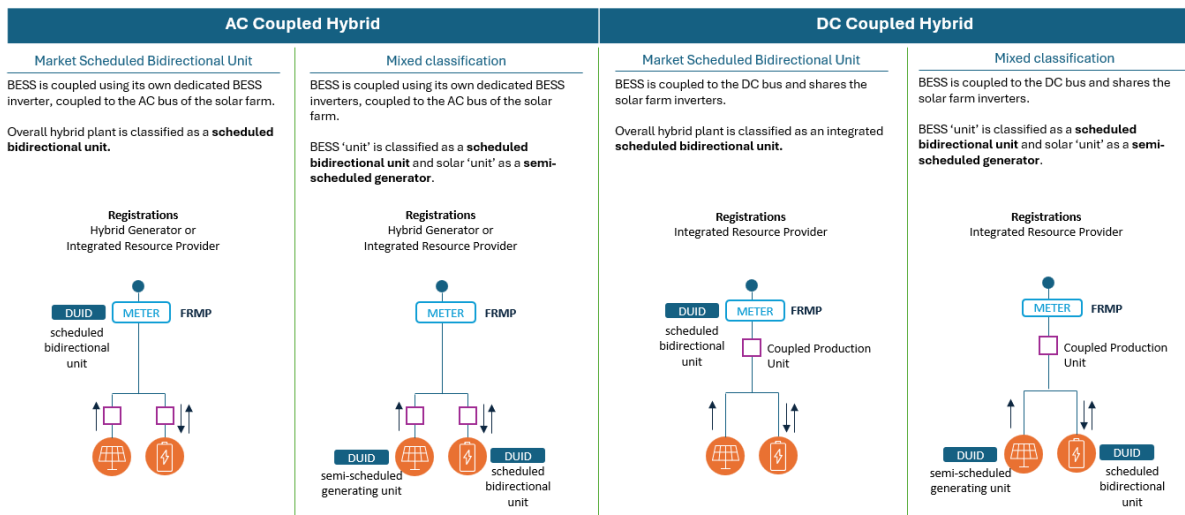 AC Coupled Hybrid
DC Coupled Hybrid
Market Scheduled Bidirectional Unit
BESS is coupled using its own dedicated BESS
inverter, coupled to the AC bus of the solar farm.
Overall hybrid plant is classified as a scheduled
bidirectional unit.
Registrations
Hybrid Generator or
Integrated Resource Provider
DUID
METER
FRMP
scheduled
bidirectional
unit
Mixed classification
BESS is coupled using its own dedicated BESS
inverters, coupled to the AC bus of the solar
farm.
BESS ‘unit’ is classified as a scheduled
bidirectional unit and solar ‘unit’ as a semi-
scheduled generator.
Registrations
Hybrid Generator or
Integrated Resource Provider
METER
FRMP
DUID
semi-scheduled
generating unit
DUID
scheduled
bidirectional
unit
Market Scheduled Bidirectional Unit
BESS is coupled to the DC bus and shares the
solar farm inverters.
Overall hybrid plant is classified as an integrated
scheduled bidirectional unit.
Registrations
Integrated Resource Provider
DUID
METER
FRMP
scheduled
bidirectional
unit
Coupled Production
Unit
Mixed classification
BESS is coupled to the DC bus and shares the
solar farm inverters.
BESS ‘unit’ is classified as a scheduled
bidirectional unit and solar ‘unit’ as a semi-
scheduled generator.
Registrations
Integrated Resource Provider
METER
FRMP
Coupled Production
Unit
DUID
semi-scheduled
generating unit
DUID
scheduled
bidirectional
unit